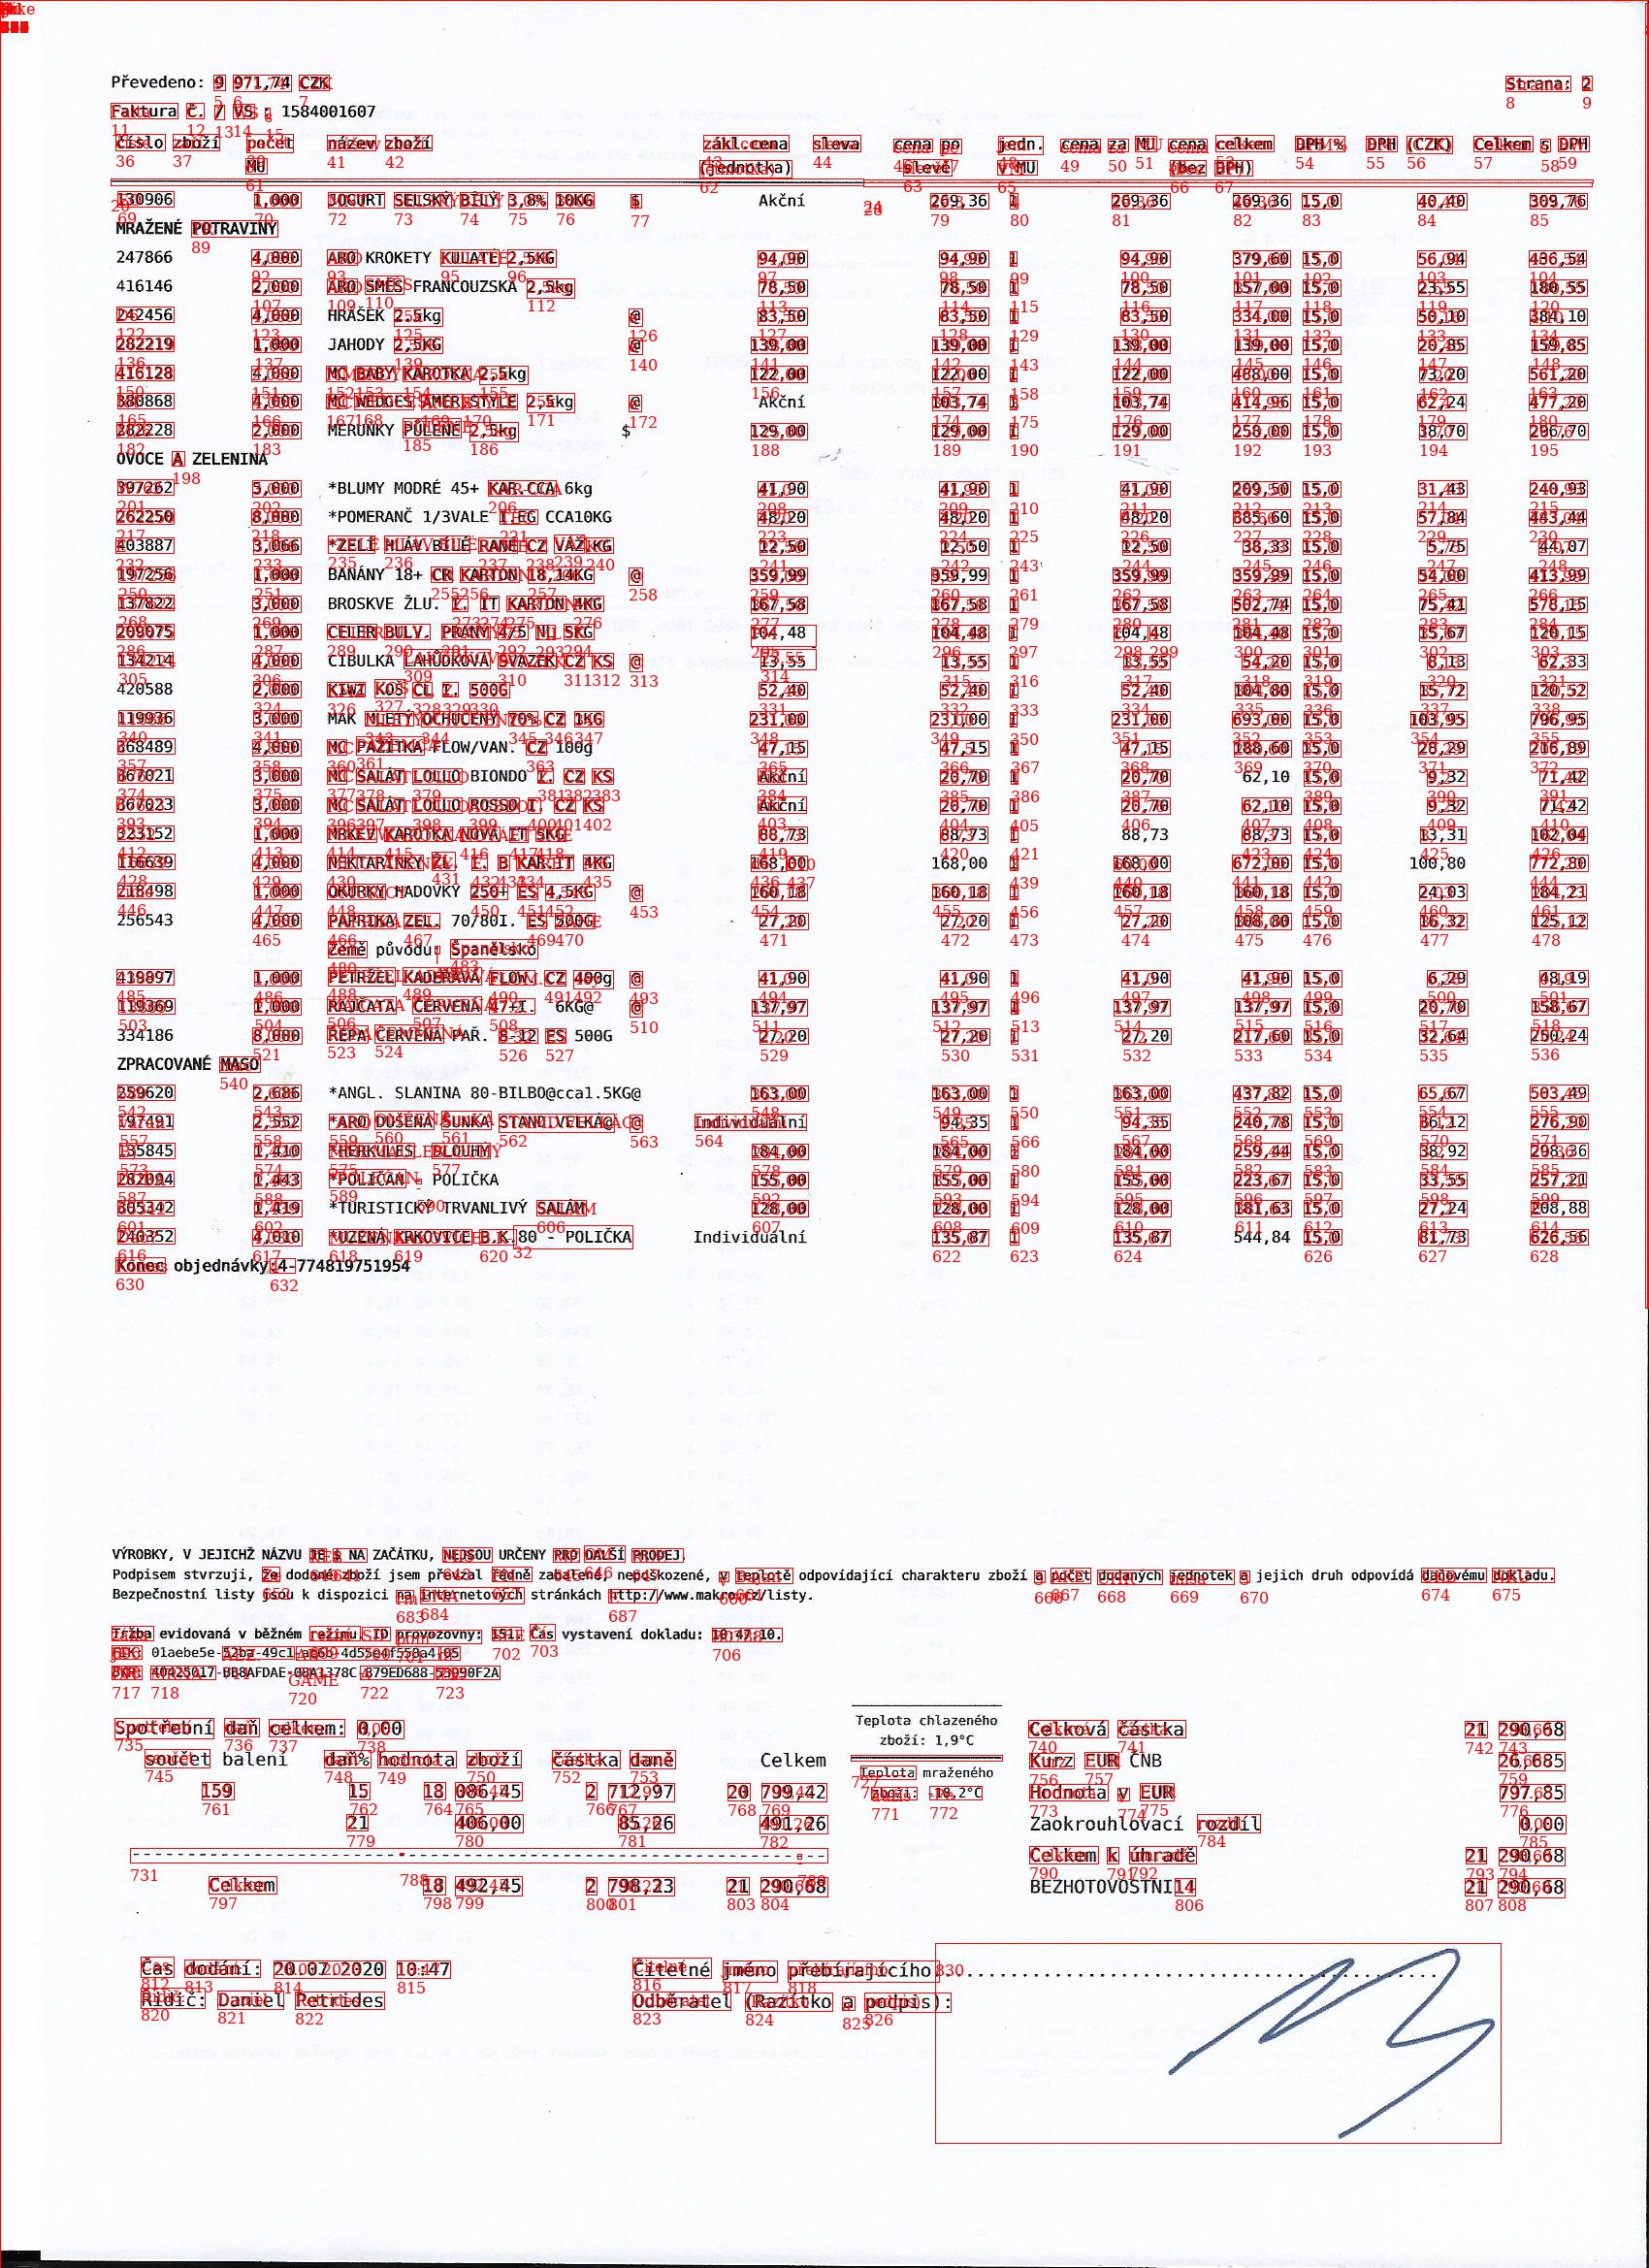 Převedeno: 9 971,74 CZK Strana: 2
Faktura Č. / VS : 1584001607
číslo zboží počet název zboží zákl.cena sleva cena po jedn. cena za MU cena celkem DPH % DPH (CZK) Celkem s DPH
MU (jednotka) slevě v MU (bez DPH)
130906 1,000 JOGURT SELSKÝ BÍLÝ 3,8% 10KG $ Akční 269,36 1 269,36 269,36 15,0 40,40 309,76
MRAŽENÉ POTRAVINY
247866 4,000 ARO KROKETY KULATÉ 2,5KG 94,90 94,90 1 94,90 379,60 15,0 56,94 436,54
416146 2,000 ARO SMĚS FRANCOUZSKÁ 2,5kg 78,50 78,50 1 78,50 157,00 15,0 23,55 180,55
242456 4,000 HRÁŠEK 2.5kg @ 83,50 83,50 1 83,50 334,00 15,0 50,10 384,10
282219 1,000 JAHODY 2,5KG @ 139,00 139,00 1 139,00 139,00 15,0 20,85 159,85
416128 4,000 MC BABY KAROTKA 2,5kg 122,00 122,00 1 122,00 488,00 15,0 73,20 561,20
380868 4,000 MC WEDGES AMER.STYLE 2,5kg @ Akční 103,74 1 103,74 414,96 15,0 62,24 477,20
282228 2,000 MERUŇKY PŮLENÉ 2,5kg $ 129,00 129,00 1 129,00 258,00 15,0 38,70 296,70
OVOCE A ZELENINA
397262 5,000 *BLUMY MODRÉ 45+ KAR.CCA 6kg 41,90 41,90 1 41,90 209,50 15,0 31,43 240,93
262250 8,000 *POMERANČ 1/3VALE I.EG CCA10KG 48,20 48,20 1 48,20 385,60 15,0 57,84 443,44
403887 3,066 *ZELÍ HLÁV.BÍLÉ RANÉ CZ VÁŽ.KG 12,50 12,50 1 12,50 38,33 15,0 5,75 44,07
197256 1,000 BANÁNY 18+ CR KARTON 18,14KG @ 359,99 359,99 1 359,99 359,99 15,0 54,00 413,99
137822 3,000 BROSKVE ŽLU. I. IT KARTON 4KG 167,58 167,58 1 167,58 502,74 15,0 75,41 578,15
209075 1,000 CELER BULV. PRANÝ 475 NL 5KG 104,48 104,48 1 104,48 104,48 15,0 15,67 120,15
134214 4,000 CIBULKA LAHŮDKOVÁ SVAZEK CZ KS @ 13,55 13,55 1 13,55 54,20 15,0 8,13 62,33
420588 2,000 KIWI KOŠ CL I. 500G 52,40 52,40 1 52,40 104,80 15,0 15,72 120,52
119936 3,000 MÁK MLETÝ OCHUCENÝ 70% CZ 1KG 231,00 231,00 1 231,00 693,00 15,0 103,95 796,95
368489 4,000 MC PAŽITKA FLOW/VAN. CZ 100g 47,15 47,15 1 47,15 188,60 15,0 28,29 216,89
367021 3,000 MC SALÁT LOLLO BIONDO I. CZ KS Akční 20,70 1 20,70 62,10 15,0 9,32 71,42
367023 3,000 MC SALÁT LOLLO ROSSO I. CZ KS Akční 20,70 1 20,70 62,10 15,0 9,32 71,42
323152 1,000 MRKEV KAROTKA NOVÁ IT 5KG 88,73 88,73 1 88,73 88,73 15,0 13,31 102,04
116639 4,000 NEKTARINKY ŽL. I. B KAR.IT 4KG 168,00 168,00 1 168,00 672,00 15,0 100,80 772,80
218498 1,000 OKURKY HADOVKY 250+ ES 4,5KG @ 160,18 160,18 1 160,18 160,18 15,0 24,03 184,21
256543 4,000 PAPRIKA ZEL. 70/80I. ES 500G 27,20 27,20 1 27,20 108,80 15,0 16,32 125,12
Země původu: Španělsko
439897 1,000 PETRŽEL KADEŘAVÁ FLOW. CZ 400g @ 41,90 41,90 1 41,90 41,90 15,0 6,29 48,19
119369 1,000 RAJČATA ČERVENÁ 47+I. 6KG@ @ 137,97 137,97 1 137,97 137,97 15,0 20,70 158,67
334186 8,000 ŘEPA ČERVENÁ PAŘ. 8-12 ES 500G 27,20 27,20 1 27,20 217,60 15,0 32,64 250,24
ZPRACOVANÉ MASO
259620 2,686 *ANGL. SLANINA 80-BILBO@cca1.5KG@ 163,00 163,00 1 163,00 437,82 15,0 65,67 503,49
197491 2,552 *ARO DUŠENÁ ŠUNKA STAND.VELKÁ@ @ Individuální 94,35 1 94,35 240,78 15,0 36,12 276,90
135845 1,410 *HERKULES DLOUHÝ 184,00 184,00 1 184,00 259,44 15,0 38,92 298,36
282094 1,443 *POLIČAN - POLIČKA 155,00 155,00 1 155,00 223,67 15,0 33,55 257,21
305342 1,419 *TURISTICKÝ TRVANLIVÝ SALÁM 128,00 128,00 1 128,00 181,63 15,0 27,24 208,88
240352 4,010 *UZENÁ KRKOVICE B.K.80 - POLIČKA Individuální 135,87 1 135,87 544,84 15,0 81,73 626,56
Konec objednávky:4-774819751954
VÝROBKY, V JEJICHŽ NÁZVU JE $ NA ZAČÁTKU, NEJSOU URČENY PRO DALŠÍ PRODEJ.
Podpisem stvrzuji, že dodané zboží jsem převzal řádně zabalené, nepoškozené, v teplotě odpovídající charakteru zboží a počet dodaných jednotek a jejich druh odpovídá daňovému dokladu.
Bezpečnostní listy jsou k dispozici na internetových stránkách http://www.makro.cz/listy.
Tržba evidovaná v běžném režimu. ID provozovny: 151. Čas vystavení dokladu: 10:47:10.
FIK: 01aebe5e-52ba-49c1-a066-4d55e4f558a4-05
BKP: 40425017-BB8AFDAE-08A1378C-879ED688-53990F2A
Spotřební daň celkem: 0,00
součet balení daň% hodnota zboží částka daně Celkem
159 15 18 086,45 2 712,97 20 799,42
21 406,00 85,26 491,26
Celkem 18 492,45 2 798,23 21 290,68
Teplota chlazeného
zboží: 1,9°C
Teplota mraženého
zboží: -18,2°C
Celková částka 21 290,68
Kurz EUR ČNB 26,685
Hodnota v EUR 797,85
Zaokrouhlovací rozdíl 0,00
Celkem k úhradě 21 290,68
BEZHOTOVOSTNI14 21 290,68
Čas dodání: 20.07.2020 10:47 Čitelné jméno přebírajícího:..............................................
Řidič: Daniel Petrides Odběratel (Razítko a podpis):